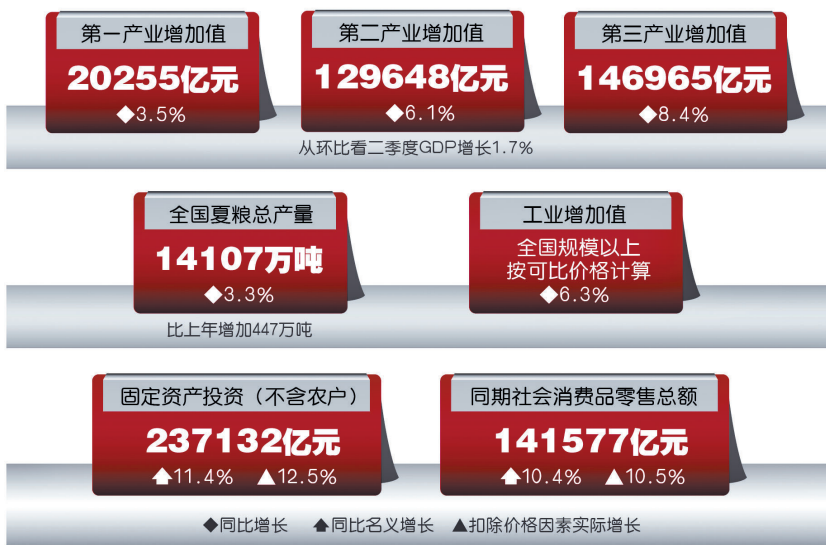 第一产业增加值
20255亿元
◆3.5%
第二产业增加值
129648亿元
◆6.1%
第三产业增加值
146965亿元
◆8.4%
从环比看二季度GDP增长1.7%
全国夏粮总产量
14107万吨
◆3.3%
比上年增加447万吨
工业增加值
全国规模以上
按可比价格计算
◆6.3%
固定资产投资（不含农户）
237132亿元
🡅11.4% ▲12.5%
同期社会消费品零售总额
141577亿元
🡅10.4% ▲10.5%
◆同比增长 🡅同比名义增长 ▲扣除价格因素实际增长